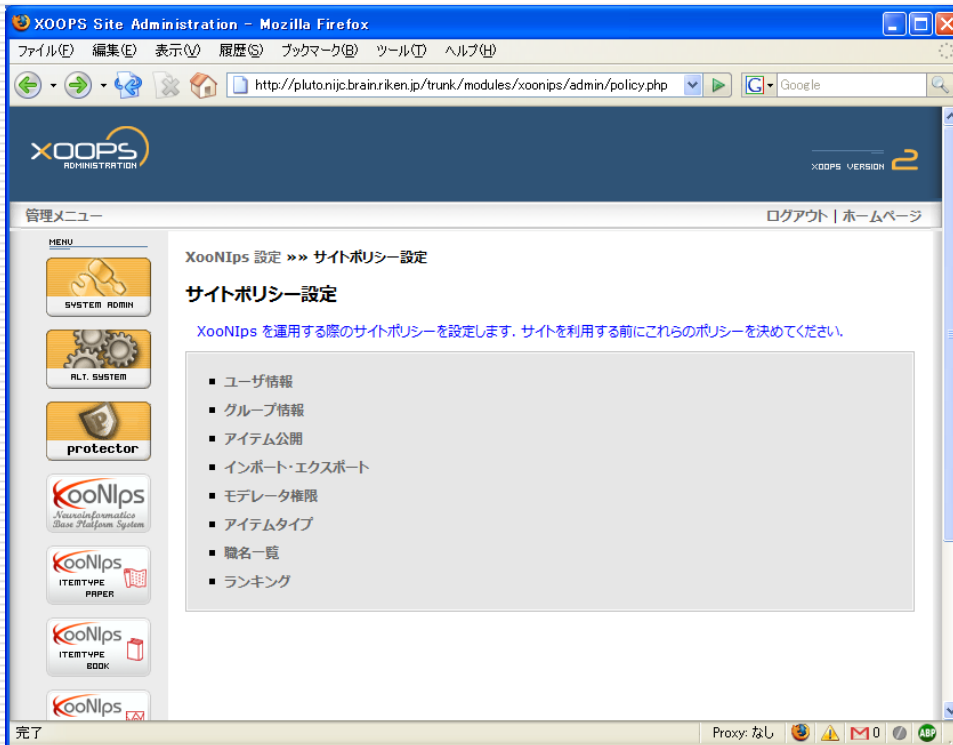 XOOPS Site Administration - Mozilla Firefox
ファイル(F) 編集(E) 表示(V) 履歴(S) ブックマーク(B) ツール(T) ヘルプ(H)
http://pluto.nijc.brain.riken.jp/trunk/modules/xoonips/admin/policy.php G Google
XOOPS
ADMINISTRATION
XOOPS VERSION 2
管理メニュー ログアウト | ホームページ
MENU
XooNIps 設定 »» サイトポリシー設定
SYSTEM ADMIN
サイトポリシー設定
XooNIps を運用する際のサイトポリシーを設定します. サイトを利用する前にこれらのポリシーを決めてください.
ALT. SYSTEM
ユーザ情報
グループ情報
アイテム公開
インポート・エクスポート
モデレータ権限
アイテムタイプ
職名一覧
ランキング
P
protector
XooNIps
Neuroinformatics
Base Platform System
XooNIps
ITEMTYPE
PAPER
XooNIps
ITEMTYPE
BOOK
XooNIps
完了 Proxy: なし M 0 ABP